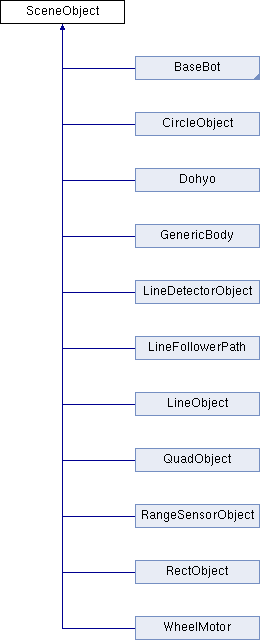 SceneObject
BaseBot
CircleObject
Dohyo
GenericBody
LineDetectorObject
LineFollowerPath
LineObject
QuadObject
RangeSensorObject
RectObject
WheelMotor